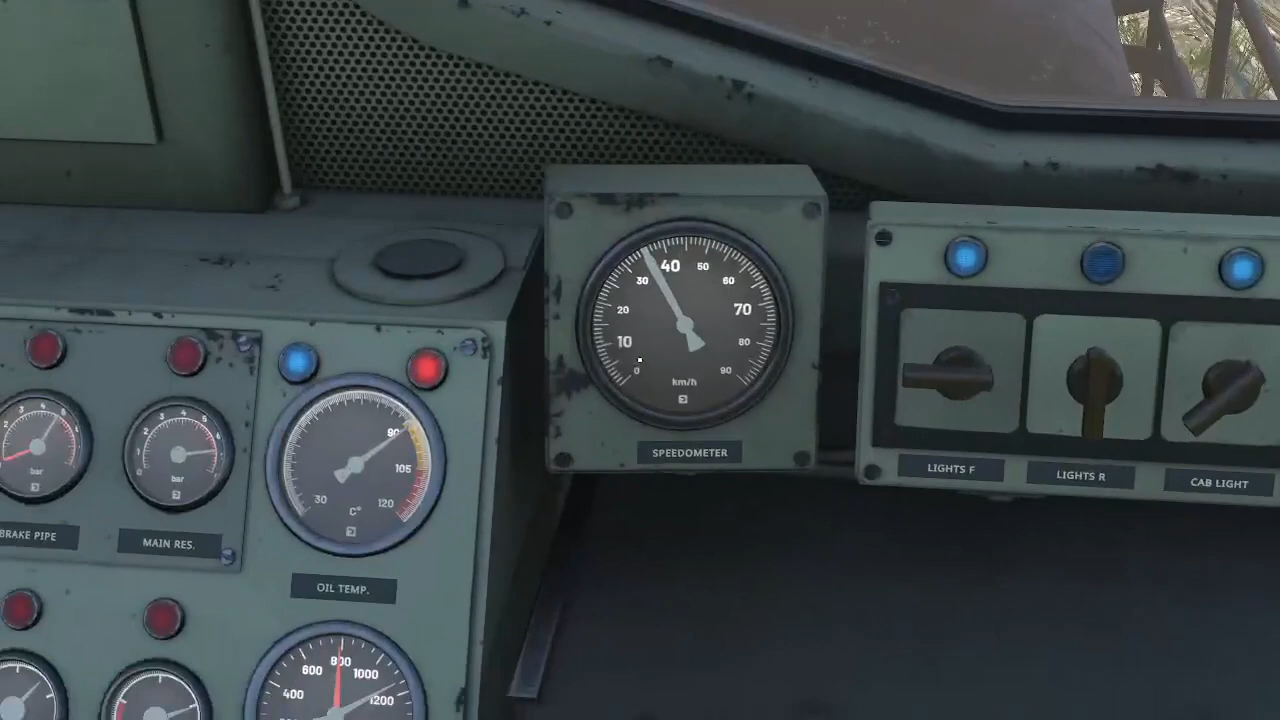 40
50
30
60
20
70
10
80
0
90
km/h
SPEEDOMETER
LIGHTS F
LIGHTS R
CAB LIGHT
bar
BRAKE PIPE
bar
MAIN RES.
90
105
30
120
C°
OIL TEMP.
600
800
1000
400
1200